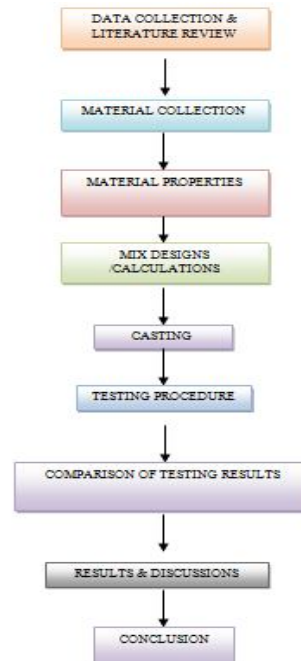 DATA COLLECTION &
LITERATURE REVIEW
MATERIAL COLLECTION
MATERIAL PROPERTIES
MIX DESIGNS
/CALCULATIONS
CASTING
TESTING PROCEDURE
COMPARISON OF TESTING RESULTS
RESULTS & DISCUSSIONS
CONCLUSION